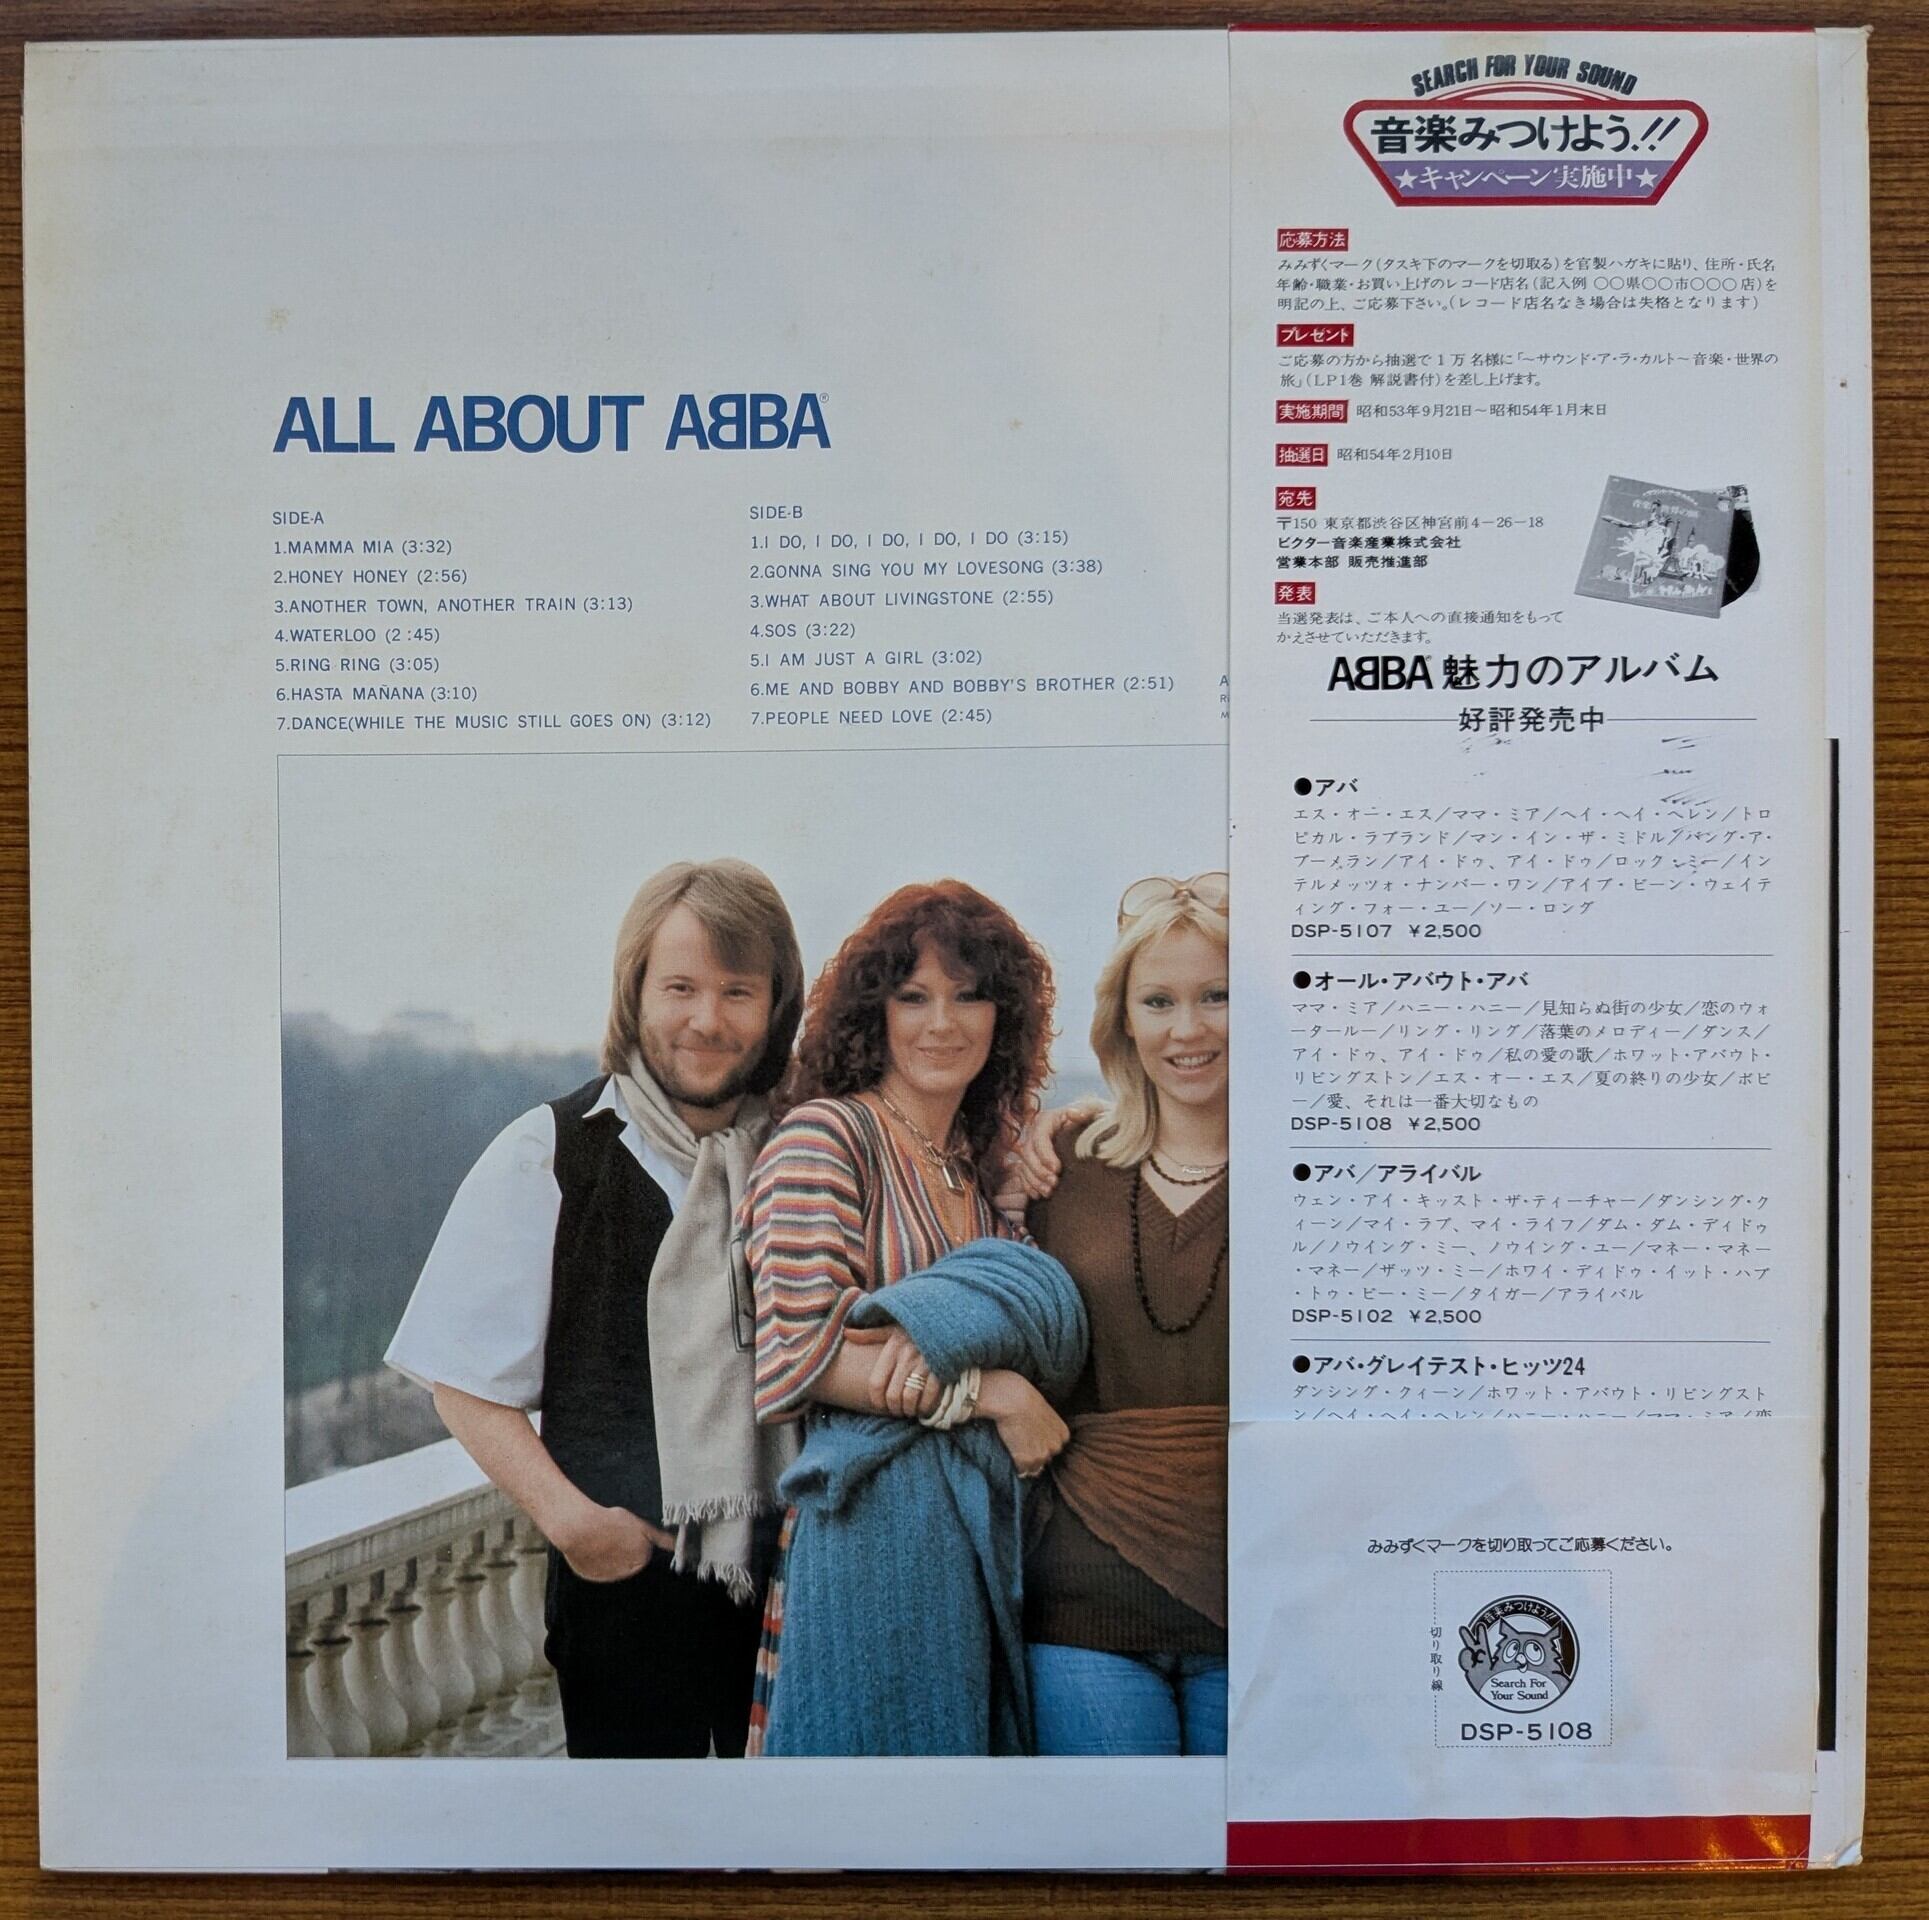 ALL ABOUT ABBA®
SIDE-A
1.MAMMA MIA (3:32)
2.HONEY HONEY (2:56)
3.ANOTHER TOWN, ANOTHER TRAIN (3:13)
4.WATERLOO (2:45)
5.RING RING (3:05)
6.HASTA MAÑANA (3:10)
7.DANCE(WHILE THE MUSIC STILL GOES ON) (3:12)
SIDE-B
1.I DO, I DO, I DO, I DO, I DO (3:15)
2.GONNA SING YOU MY LOVESONG (3:38)
3.WHAT ABOUT LIVINGSTONE (2:55)
4.SOS (3:22)
5.I AM JUST A GIRL (3:02)
6.ME AND BOBBY AND BOBBY'S BROTHER (2:51)
7.PEOPLE NEED LOVE (2:45)
SEARCH FOR YOUR SOUND
音楽みつけよう.!!
★キャンペーン実施中★
応募方法
みみずくマーク(タスキ下のマークを切取る)を官製ハガキに貼り、住所・氏名
年齢・職業・お買い上げのレコード店名(記入例 ○○県○○市○○○店)を
明記の上、ご応募下さい。(レコード店名なき場合は失格となります)
プレゼント
ご応募の方から抽選で1万名様に「〜サウンド・ア・ラ・カルト〜音楽・世界の
旅」(LP1巻 解説書付)を差し上げます。
実施期間 昭和53年9月21日〜昭和54年1月末日
抽選日 昭和54年2月10日
宛先
〒150 東京都渋谷区神宮前4-26-18
ビクター音楽産業株式会社
営業本部 販売推進部
発表
当選発表は、ご本人への直接通知をもって
かえさせていただきます。
ABBA 魅力のアルバム
好評発売中
●アバ
エス・オー・エス/ママ・ミア/ヘイ・ヘイ・ヘレン/トロ
ピカル・ラブランド/マン・イン・ザ・ミドル/バング・ア・
ブーメラン/アイ・ドゥ、アイ・ドゥ/ロック・ミー/イン
テルメッツォ・ナンバー・ワン/アイブ・ビーン・ウェイテ
ィング・フォー・ユー/ソー・ロング
DSP-5107 ¥2,500
●オール・アバウト・アバ
ママ・ミア/ハニー・ハニー/見知らぬ街の少女/恋のウォ
ータールー/リング・リング/落葉のメロディー/ダンス/
アイ・ドゥ、アイ・ドゥ/私の愛の歌/ホワット・アバウト・
リビングストン/エス・オー・エス/夏の終りの少女/ボビ
ー/愛、それは一番大切なもの
DSP-5108 ¥2,500
●アバ/アライバル
ウェン・アイ・キッスト・ザ・ティーチャー/ダンシング・ク
ィーン/マイ・ラブ、マイ・ライフ/ダム・ダム・ディドゥ
ル/ノウイング・ミー、ノウイング・ユー/マネー・マネー
・マネー/ザッツ・ミー/ホワイ・ディドゥ・イット・ハブ
・トゥ・ビー・ミー/タイガー/アライバル
DSP-5102 ¥2,500
●アバ・グレイテスト・ヒッツ24
ダンシング・クィーン/ホワット・アバウト・リビングスト
ン/ヘイ・ヘイ・ヘレン/ハニー・ハニー/ママ・ミア/恋
みみずくマークを切り取ってご応募ください。
切り取り線
音楽みつけよう!!
Search For
Your Sound
DSP-5108